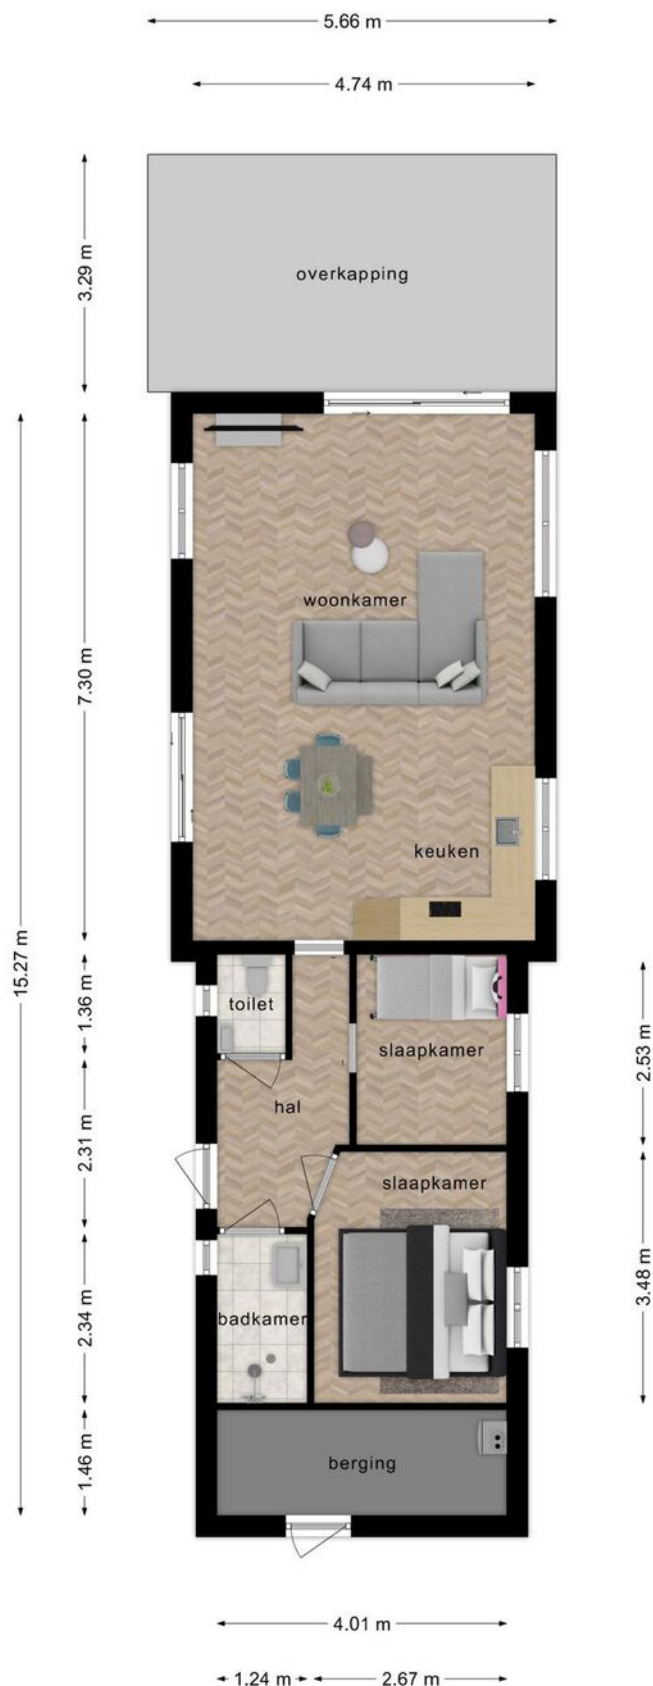 5.66 m
4.74 m
3.29 m
overkapping
15.27 m
7.30 m
woonkamer
keuken
1.36 m
toilet
slaapkamer
2.53 m
hal
2.31 m
slaapkamer
3.48 m
2.34 m
badkamer
1.46 m
berging
4.01 m
1.24 m
2.67 m